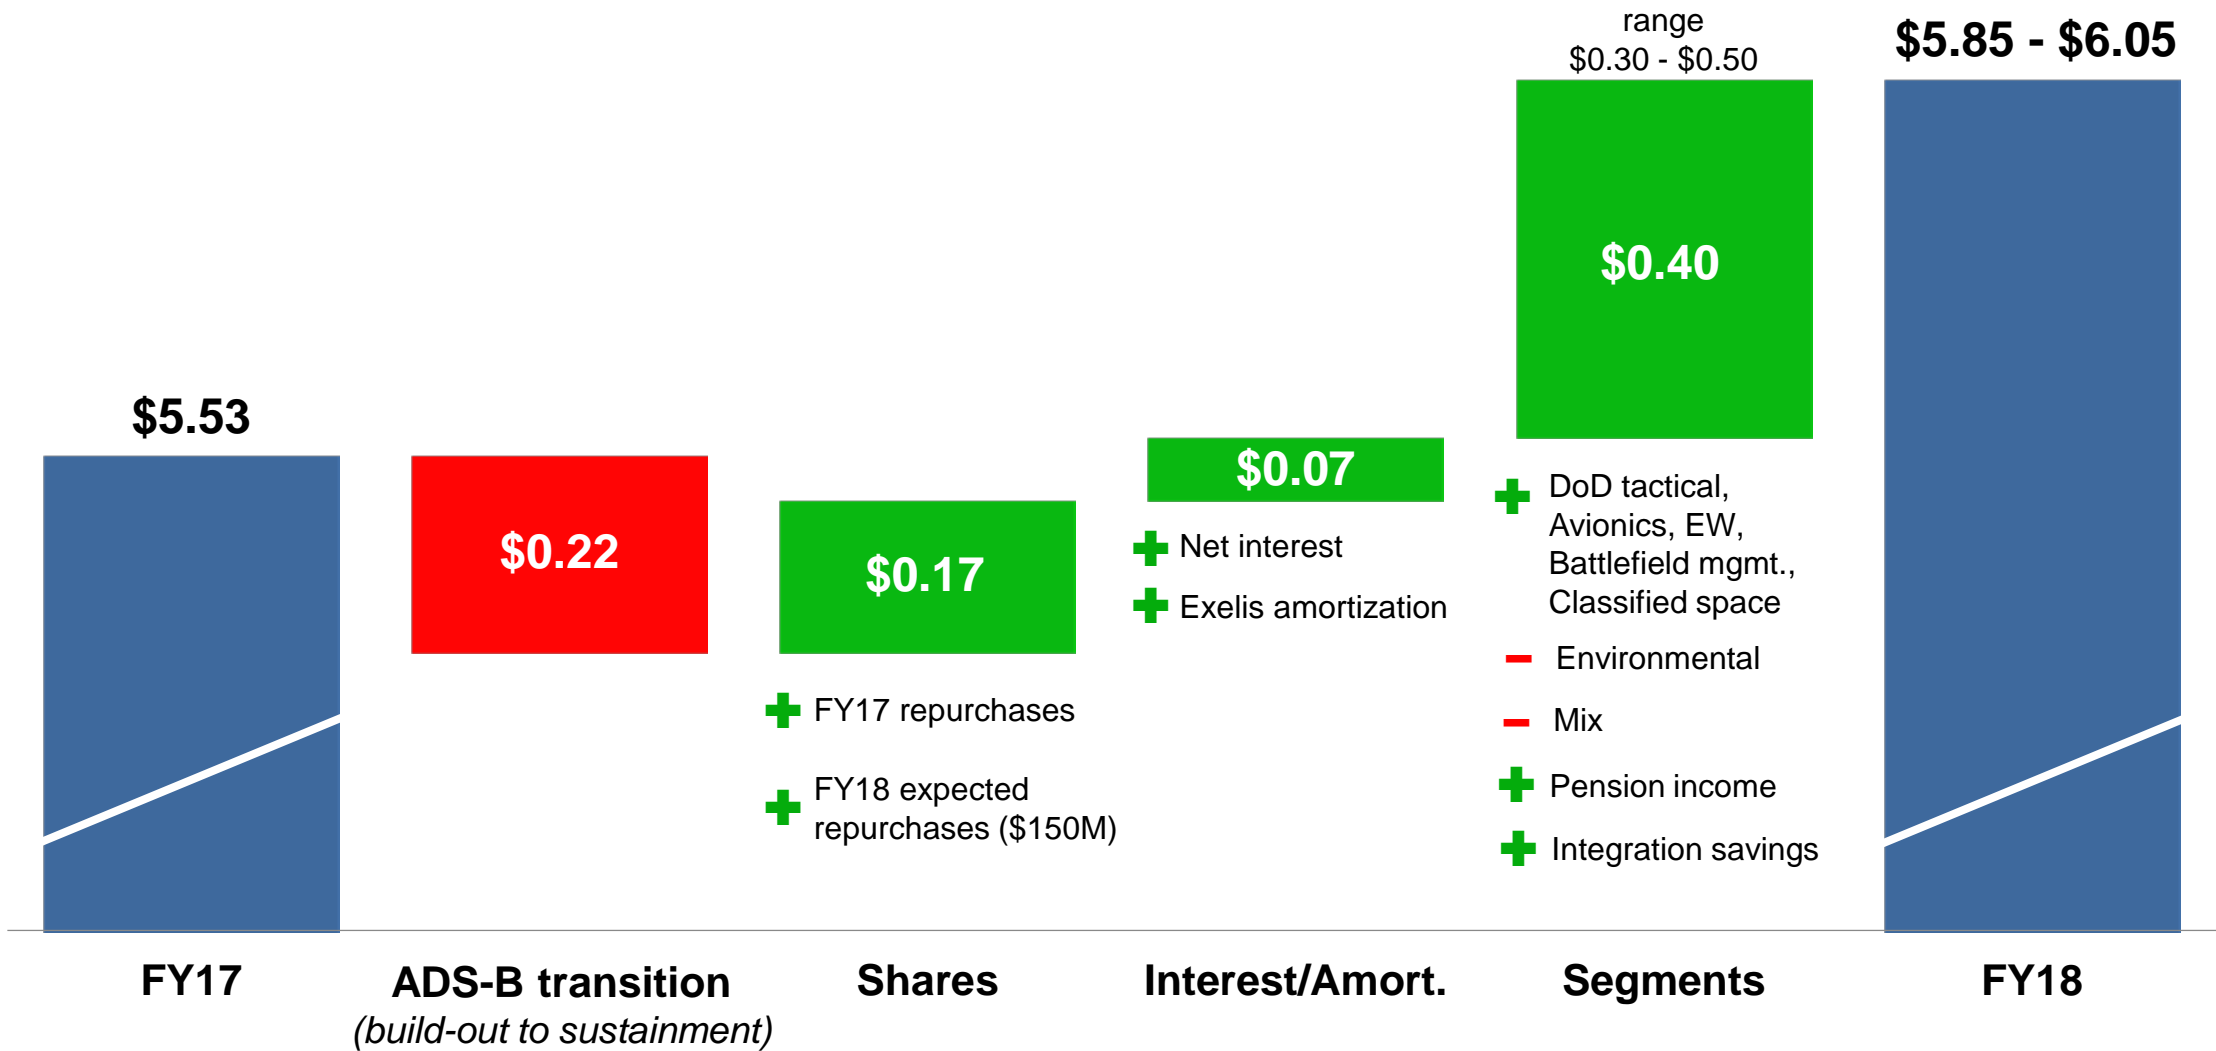 range
$0.30 - $0.50
$5.85 - $6.05
$5.53
$0.22
$0.17
$0.07
$0.40
FY17 repurchases
FY18 expected
repurchases ($150M)
Net interest
Exelis amortization
DoD tactical,
Avionics, EW,
Battlefield mgmt.,
Classified space
Environmental
Mix
Pension income
Integration savings
FY17
ADS-B transition
(build-out to sustainment)
Shares
Interest/Amort.
Segments
FY18